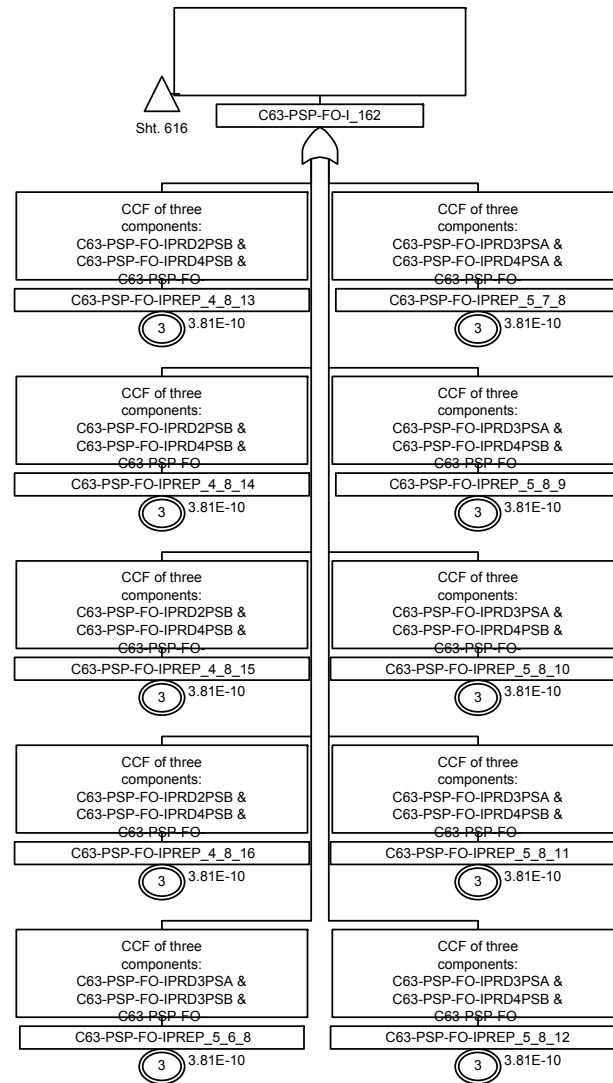 Sht. 616
C63-PSP-FO-I_162
CCF of three
components:
C63-PSP-FO-IPRD2PSB &
C63-PSP-FO-IPRD4PSB &
C63-PSP-FO-
C63-PSP-FO-IPREP_4_8_13
3
3.81E-10
CCF of three
components:
C63-PSP-FO-IPRD3PSA &
C63-PSP-FO-IPRD4PSA &
C63-PSP-FO-
C63-PSP-FO-IPREP_5_7_8
3
3.81E-10
CCF of three
components:
C63-PSP-FO-IPRD2PSB &
C63-PSP-FO-IPRD4PSB &
C63-PSP-FO-
C63-PSP-FO-IPREP_4_8_14
3
3.81E-10
CCF of three
components:
C63-PSP-FO-IPRD3PSA &
C63-PSP-FO-IPRD4PSB &
C63-PSP-FO-
C63-PSP-FO-IPREP_5_8_9
3
3.81E-10
CCF of three
components:
C63-PSP-FO-IPRD2PSB &
C63-PSP-FO-IPRD4PSB &
C63-PSP-FO-
C63-PSP-FO-IPREP_4_8_15
3
3.81E-10
CCF of three
components:
C63-PSP-FO-IPRD3PSA &
C63-PSP-FO-IPRD4PSB &
C63-PSP-FO-
C63-PSP-FO-IPREP_5_8_10
3
3.81E-10
CCF of three
components:
C63-PSP-FO-IPRD2PSB &
C63-PSP-FO-IPRD4PSB &
C63-PSP-FO-
C63-PSP-FO-IPREP_4_8_16
3
3.81E-10
CCF of three
components:
C63-PSP-FO-IPRD3PSA &
C63-PSP-FO-IPRD4PSB &
C63-PSP-FO-
C63-PSP-FO-IPREP_5_8_11
3
3.81E-10
CCF of three
components:
C63-PSP-FO-IPRD3PSA &
C63-PSP-FO-IPRD3PSB &
C63-PSP-FO-
C63-PSP-FO-IPREP_5_6_8
3
3.81E-10
CCF of three
components:
C63-PSP-FO-IPRD3PSA &
C63-PSP-FO-IPRD4PSB &
C63-PSP-FO-
C63-PSP-FO-IPREP_5_8_12
3
3.81E-10